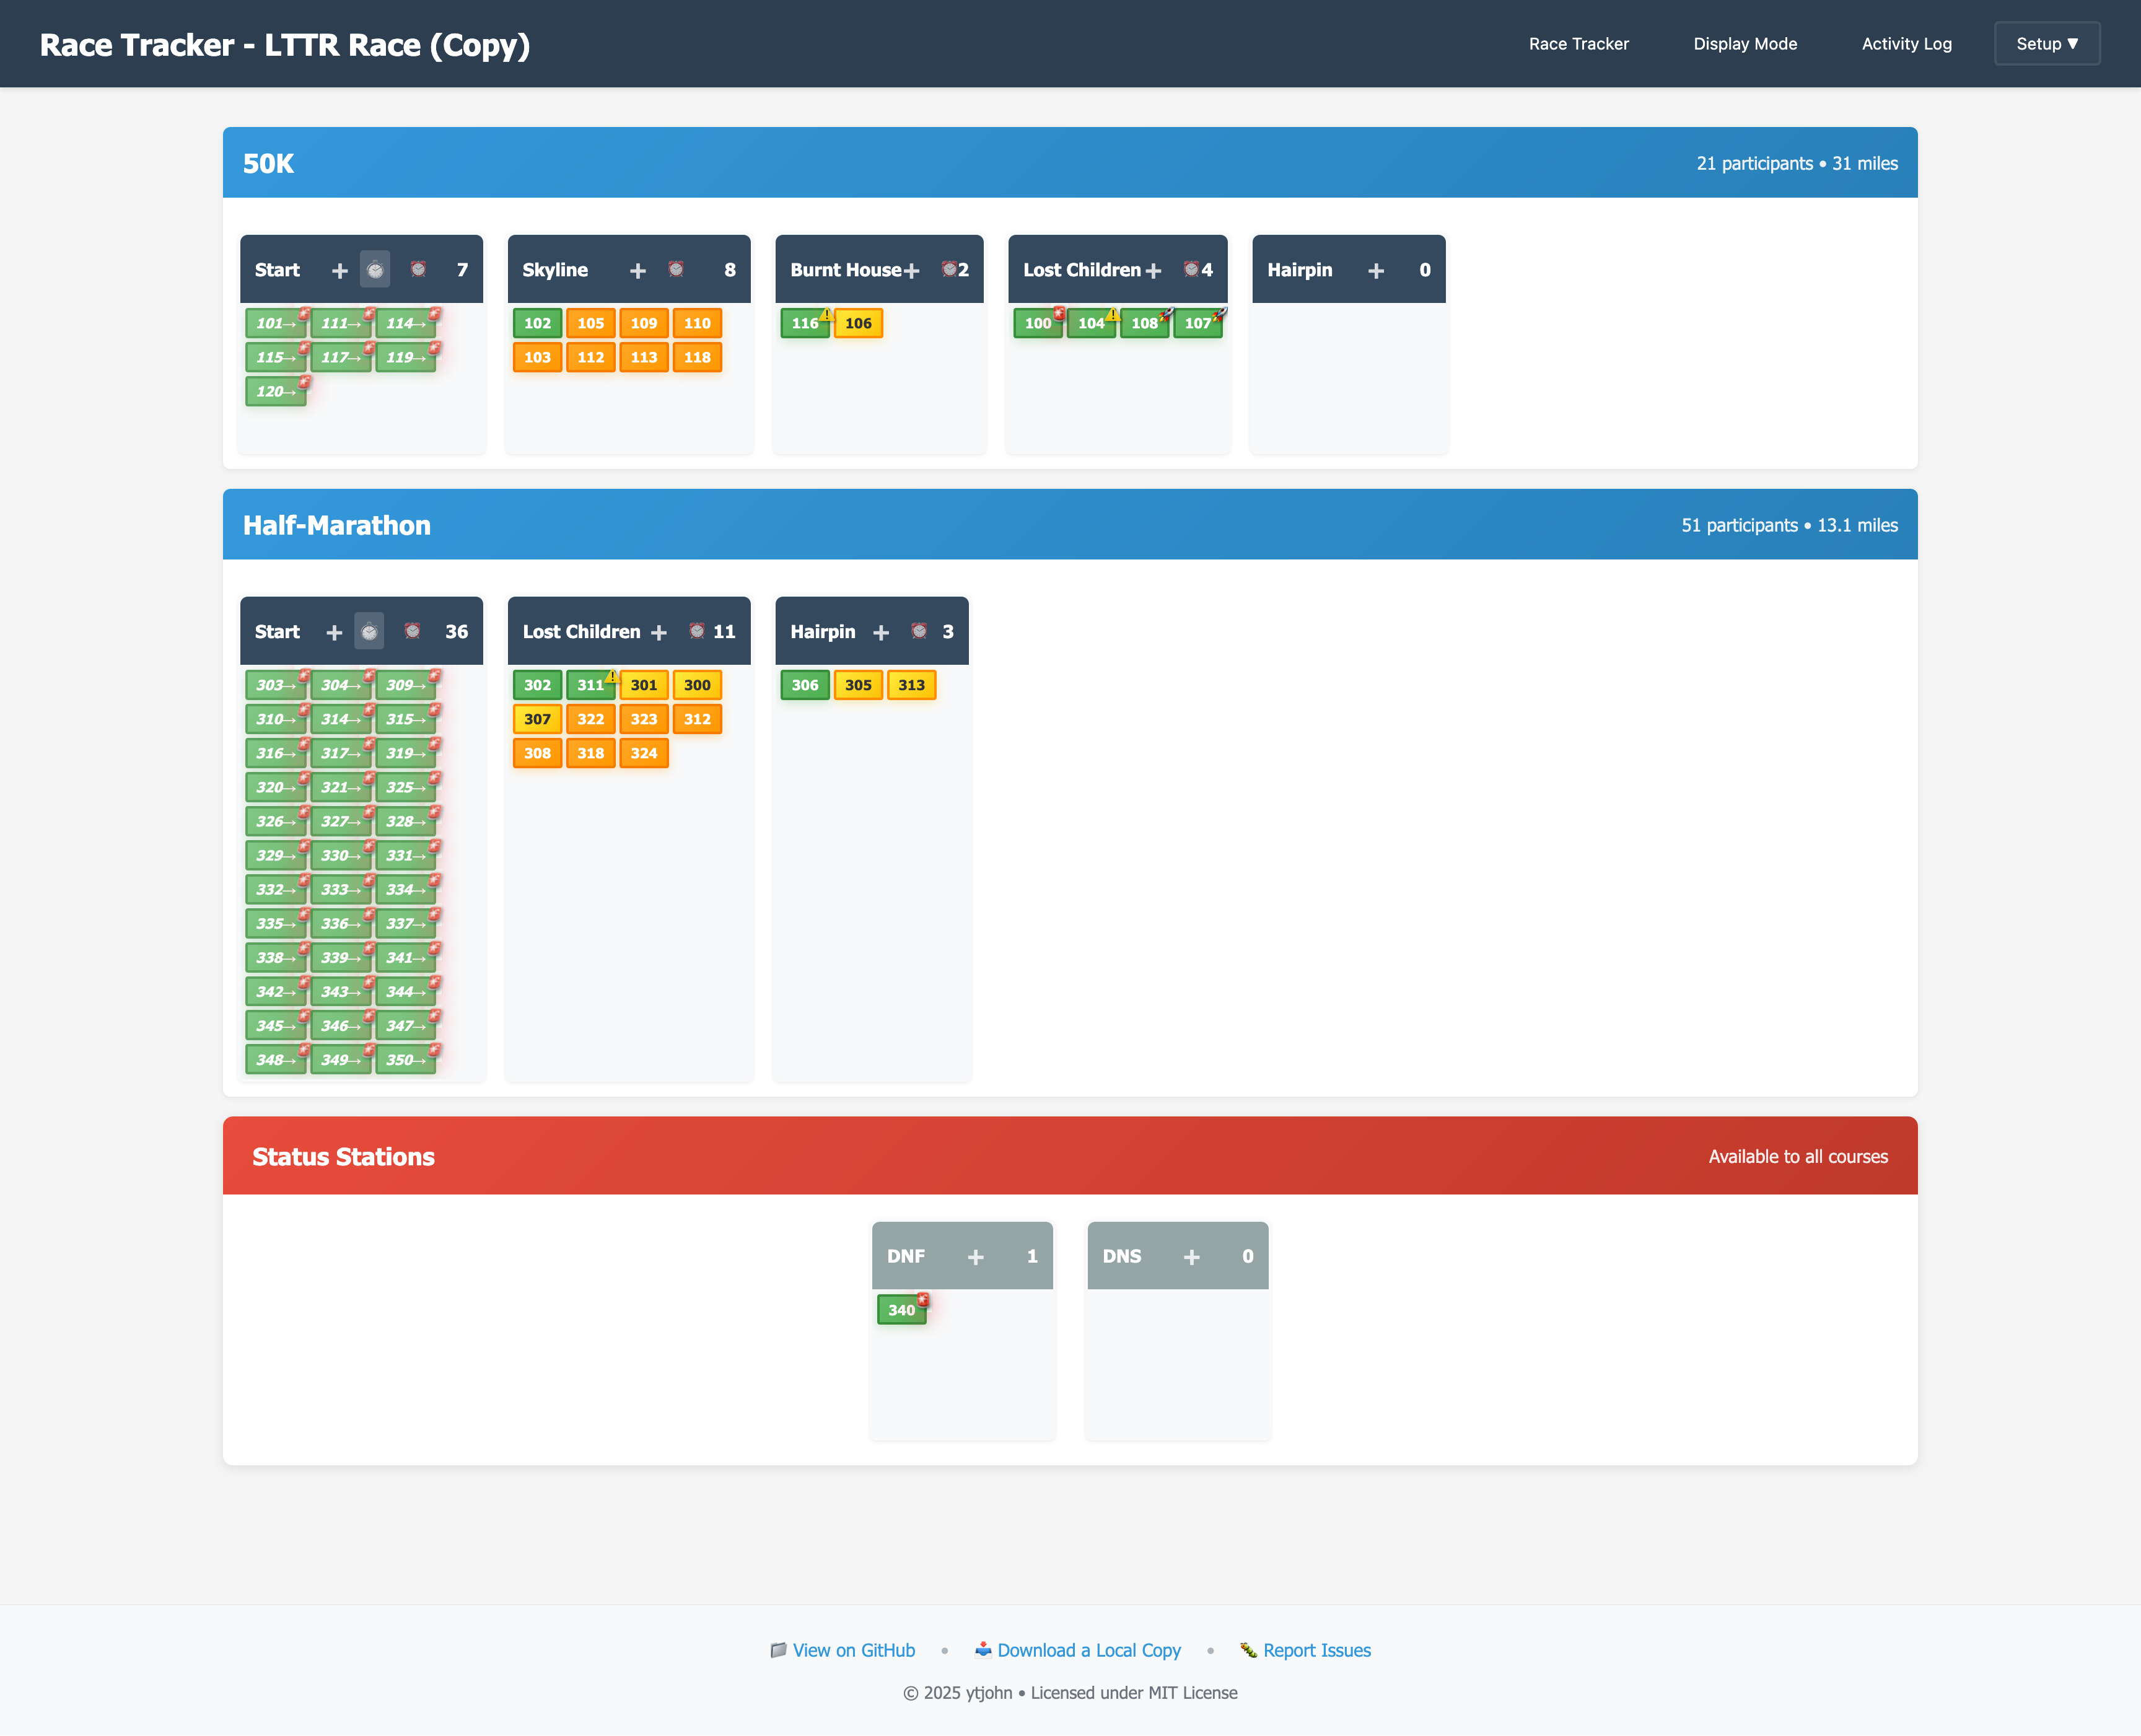 Race Tracker - LTTR Race (Copy)
Race Tracker
Display Mode
Activity Log
Setup ▼
50K
21 participants • 31 miles
Start + 7
101→ 111→ 114→
115→ 117→ 119→
120→
Skyline + 8
102 105 109 110
103 112 113 118
Burnt House + 2
116 106
Lost Children + 4
100 104 108 107
Hairpin + 0
Half-Marathon
51 participants • 13.1 miles
Start + 36
303→ 304→ 309→
310→ 314→ 315→
316→ 317→ 319→
320→ 321→ 325→
326→ 327→ 328→
329→ 330→ 331→
332→ 333→ 334→
335→ 336→ 337→
338→ 339→ 341→
342→ 343→ 344→
345→ 346→ 347→
348→ 349→ 350→
Lost Children + 11
302 311 301 300
307 322 323 312
308 318 324
Hairpin + 3
306 305 313
Status Stations
Available to all courses
DNF + 1
340
DNS + 0
View on GitHub • Download a Local Copy • Report Issues
© 2025 ytjohn • Licensed under MIT License